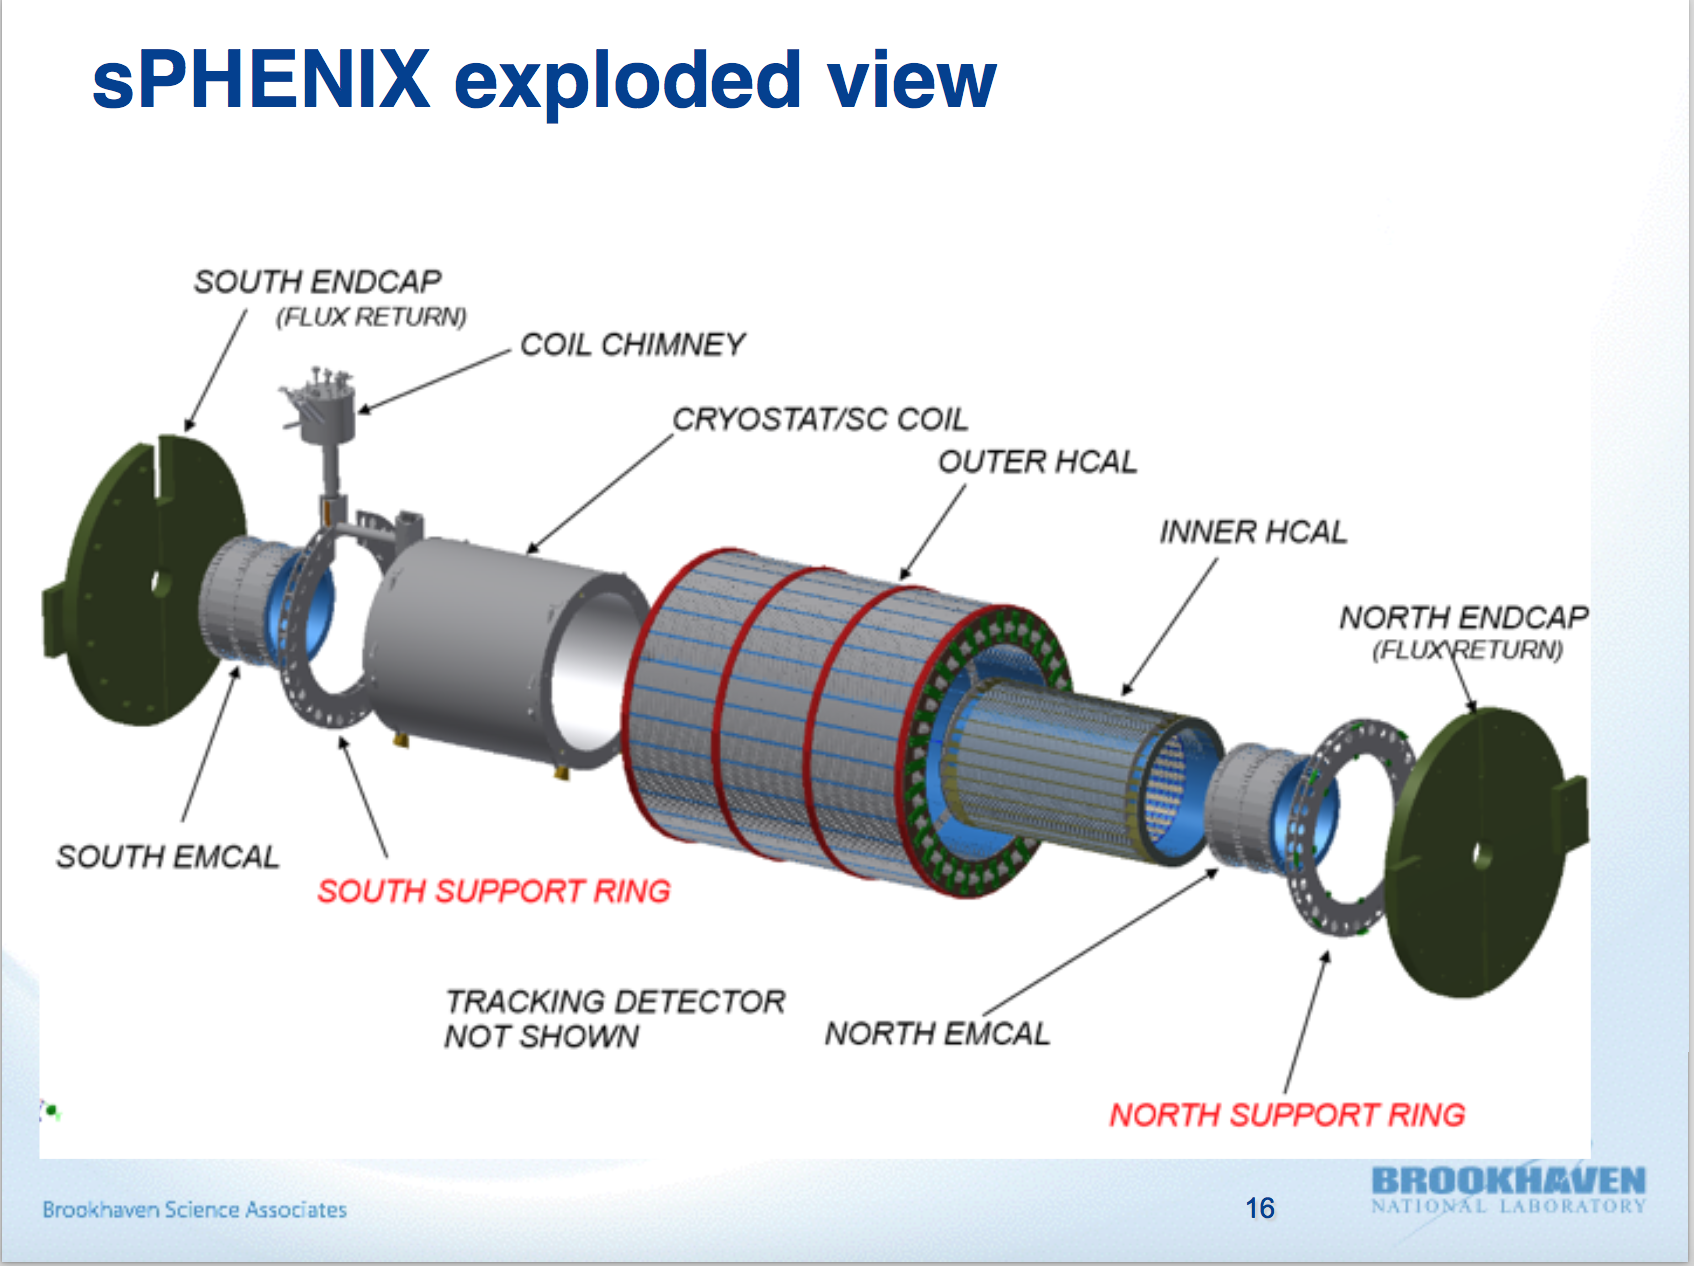 sPHENIX exploded view
SOUTH ENDCAP
(FLUX RETURN)
COIL CHIMNEY
CRYOSTAT/SC COIL
OUTER HCAL
INNER HCAL
NORTH ENDCAP
(FLUX RETURN)
SOUTH EMCAL
SOUTH SUPPORT RING
TRACKING DETECTOR
NOT SHOWN
NORTH EMCAL
NORTH SUPPORT RING
Brookhaven Science Associates
16
BROOKHAVEN
NATIONAL LABORATORY